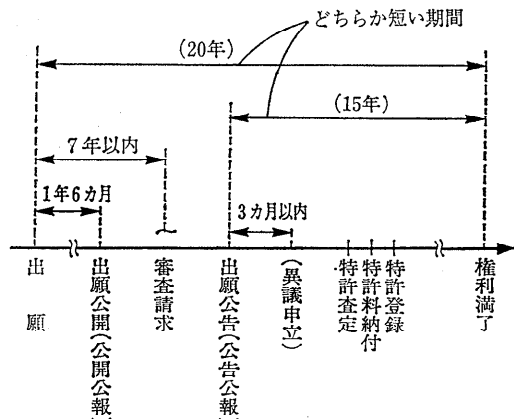 どちらか短い期間
(20年)
(15年)
7年以内
1年6カ月
3カ月以内
出願
出願公開(公開公報
審査請求
出願公告(公告公報
(異議申立)
特許査定
特許料納付
特許登録
権利満了